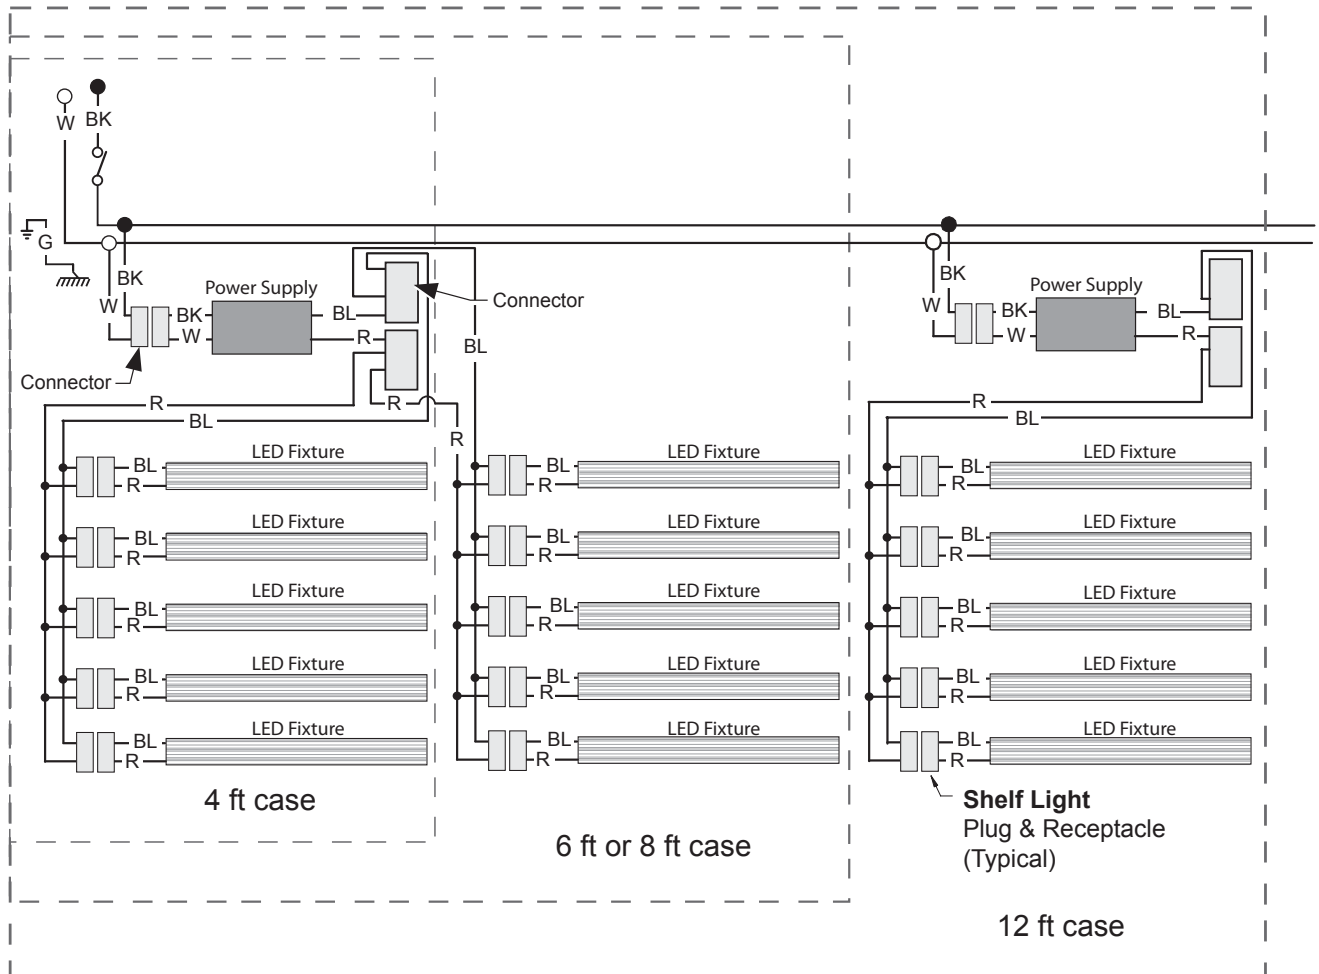 W BK
G
BK
W
Power Supply
BK
W
BL
R
Connector
Connector
BL
R
BL
R
R
BK
W
Power Supply
BK
W
BL
R
R
BL
LED Fixture
BL
R
LED Fixture
BL
R
LED Fixture
BL
R
LED Fixture
BL
R
LED Fixture
BL
R
4 ft case
LED Fixture
BL
R
LED Fixture
BL
R
LED Fixture
BL
R
LED Fixture
BL
R
LED Fixture
BL
R
6 ft or 8 ft case
LED Fixture
BL
R
LED Fixture
BL
R
LED Fixture
BL
R
LED Fixture
BL
R
LED Fixture
BL
R
Shelf Light
Plug & Receptacle
(Typical)
12 ft case